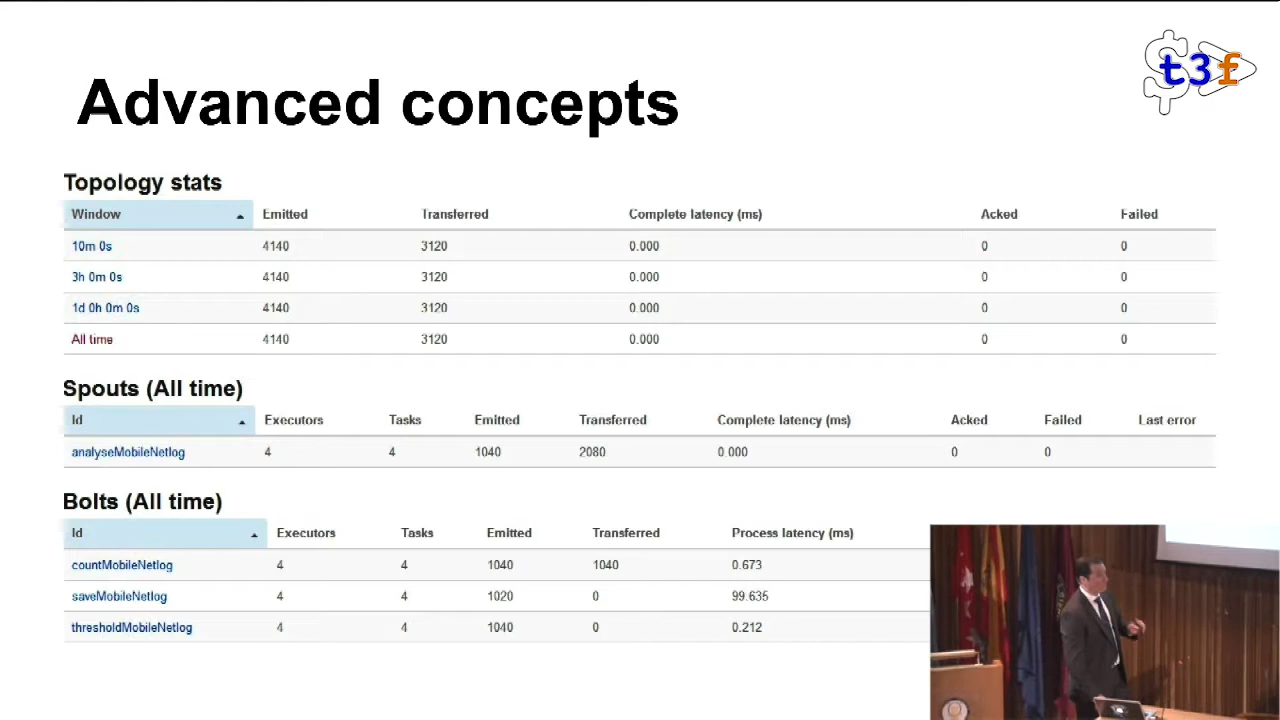 t3f
Advanced concepts
Topology stats
Window Emitted Transferred Complete latency (ms) Acked Failed
10m 0s 4140 3120 0.000 0 0
3h 0m 0s 4140 3120 0.000 0 0
1d 0h 0m 0s 4140 3120 0.000 0 0
All time 4140 3120 0.000 0 0
Spouts (All time)
Id Executors Tasks Emitted Transferred Complete latency (ms) Acked Failed Last error
analyseMobileNetlog 4 4 1040 2080 0.000 0 0
Bolts (All time)
Id Executors Tasks Emitted Transferred Process latency (ms)
countMobileNetlog 4 4 1040 1040 0.673
saveMobileNetlog 4 4 1020 0 99.635
thresholdMobileNetlog 4 4 1040 0 0.212